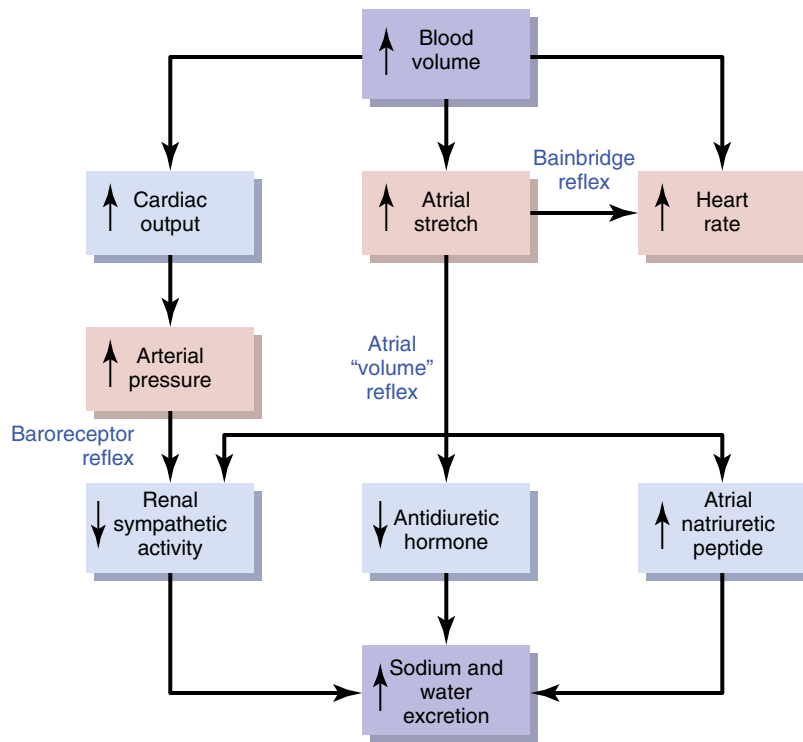 Blood
volume
Bainbridge
reflex
Cardiac
output
Atrial
stretch
Heart
rate
Arterial
pressure
Atrial
“volume”
reflex
Baroreceptor
reflex
Renal
sympathetic
activity
Antidiuretic
hormone
Atrial
natriuretic
peptide
Sodium and
water
excretion